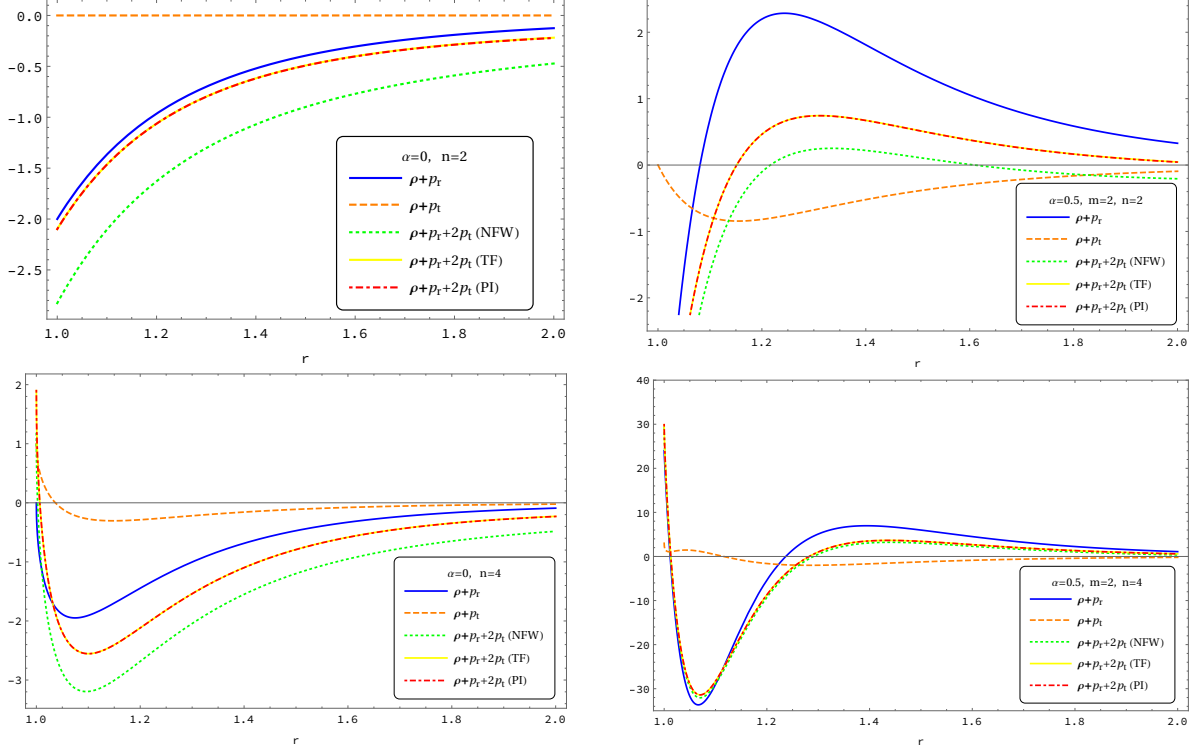 0.0
-0.5
-1.0
-1.5
-2.0
-2.5
α=0, n=2
ρ+pr
ρ+pt
ρ+pr+2pt (NFW)
ρ+pr+2pt (TF)
ρ+pr+2pt (PI)
1.0 1.2 1.4 1.6 1.8 2.0
r
2
1
0
-1
-2
α=0.5, m=2, n=2
ρ+pr
ρ+pt
ρ+pr+2pt (NFW)
ρ+pr+2pt (TF)
ρ+pr+2pt (PI)
1.0 1.2 1.4 1.6 1.8 2.0
r
2
1
0
-1
-2
-3
α=0, n=4
ρ+pr
ρ+pt
ρ+pr+2pt (NFW)
ρ+pr+2pt (TF)
ρ+pr+2pt (PI)
1.0 1.2 1.4 1.6 1.8 2.0
r
40
30
20
10
0
-10
-20
-30
α=0.5, m=2, n=4
ρ+pr
ρ+pt
ρ+pr+2pt (NFW)
ρ+pr+2pt (TF)
ρ+pr+2pt (PI)
1.0 1.2 1.4 1.6 1.8 2.0
r